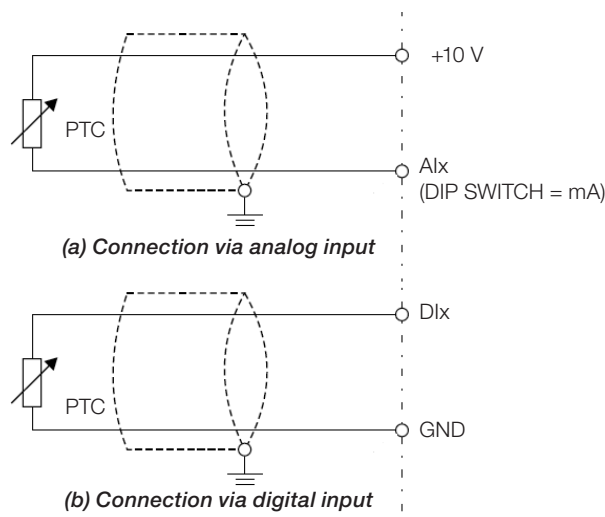 +10 V
PTC
AIx
(DIP SWITCH = mA)
(a) Connection via analog input
DIx
PTC
GND
(b) Connection via digital input